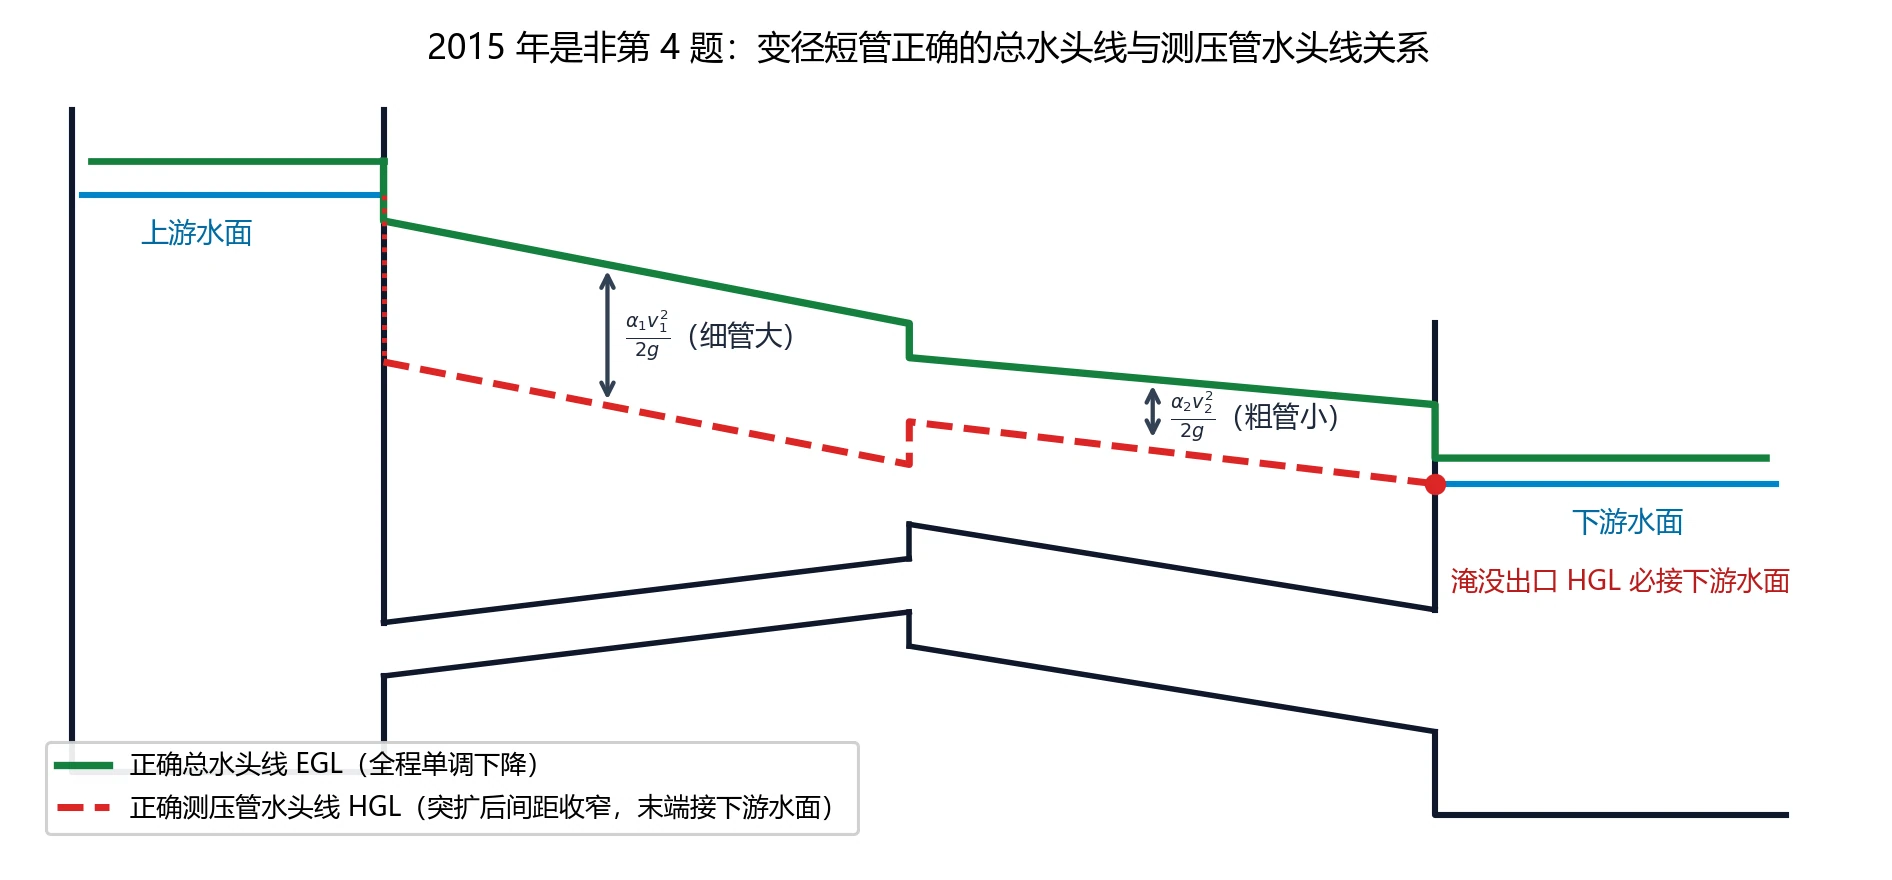 2015 年是非第 4 题：变径短管正确的总水头线与测压管水头线关系
上游水面
α₁v₁²/2g（细管大）
α₂v₂²/2g（粗管小）
下游水面
淹没出口 HGL 必接下游水面
正确总水头线 EGL（全程单调下降）
正确测压管水头线 HGL（突扩后间距收窄，末端接下游水面）